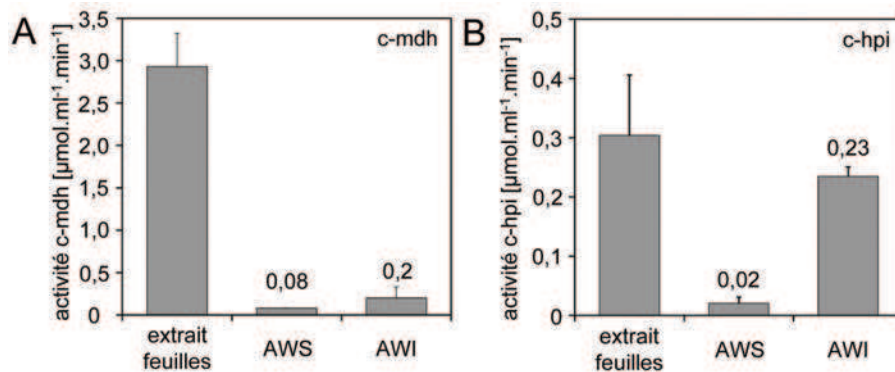 A
activité c-mdh [µmol.ml-1.min-1]
3,5
3,0
2,5
2,0
1,5
1,0
0,5
0
c-mdh
0,08
0,2
extrait
feuilles
AWS
AWI
B
activité c-hpi [µmol.ml-1.min-1]
0,5
0,4
0,3
0,2
0,1
0
c-hpi
0,02
0,23
extrait
feuilles
AWS
AWI